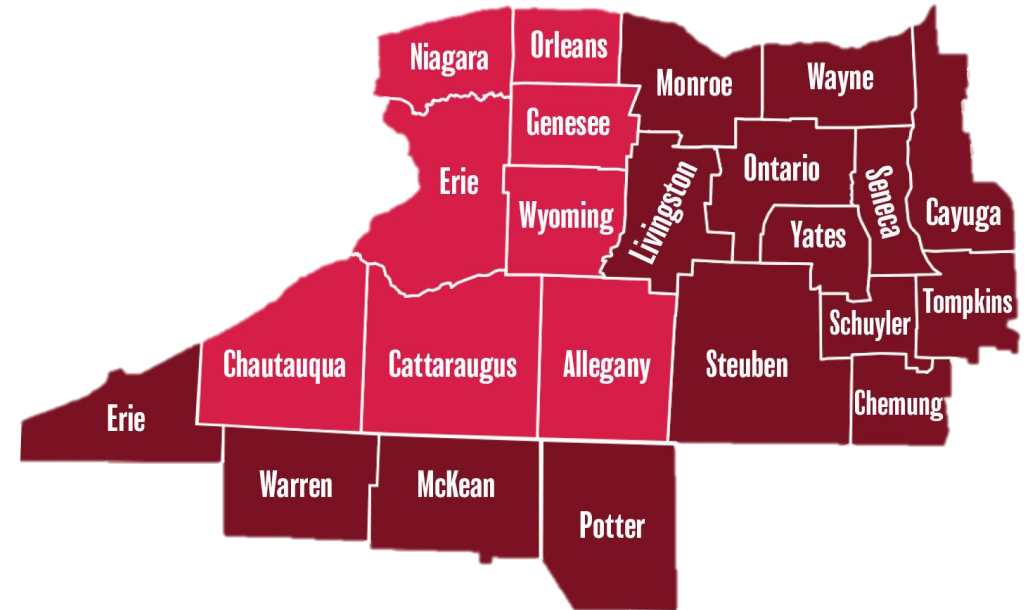 Niagara
Orleans
Monroe
Wayne
Genesee
Erie
Wyoming
Livingston
Ontario
Seneca
Cayuga
Yates
Tompkins
Schuyler
Chautauqua
Cattaraugus
Allegany
Steuben
Chemung
Erie
Warren
McKean
Potter